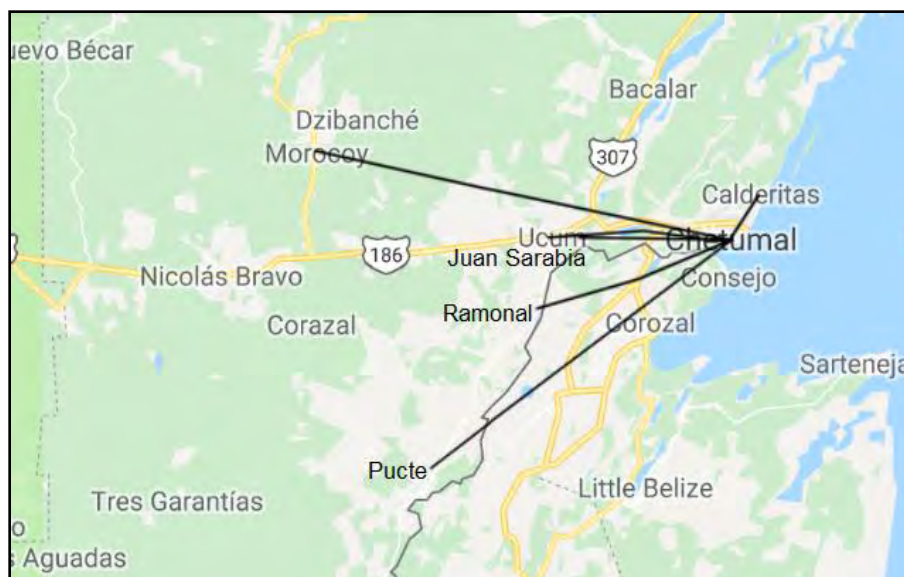 uevo Bécar
Bacalar
Dzibanché
Morocoy
307
Calderitas
Ucum
Chetumal
186
Juan Sarabia
Nicolás Bravo
Consejo
Ramonal
Corazal
Corozal
Sarteneja
Pucte
Tres Garantías
Little Belize
o
s Aguadas